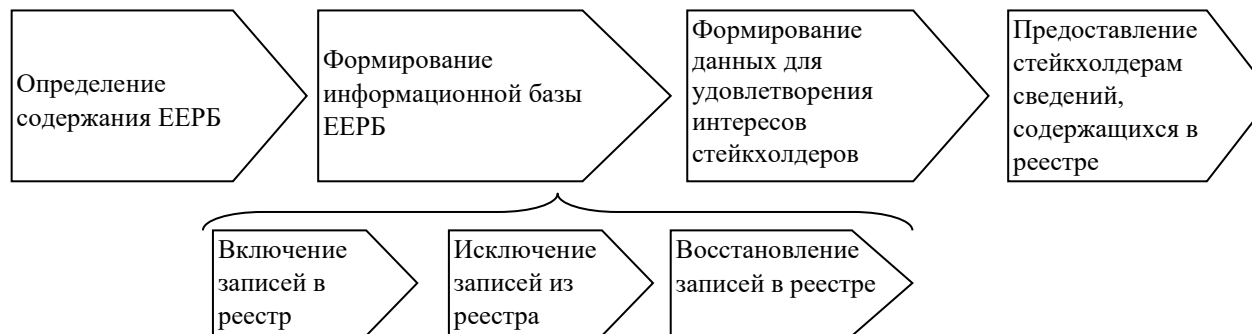 Определение
содержания ЕЕРБ
Формирование
информационной базы
ЕЕРБ
Формирование
данных для
удовлетворения
интересов
стейкхолдеров
Предоставление
стейкхолдерам
сведений,
содержащихся в
реестре
Включение
записей в
реестр
Исключение
записей из
реестра
Восстановление
записей в реестре